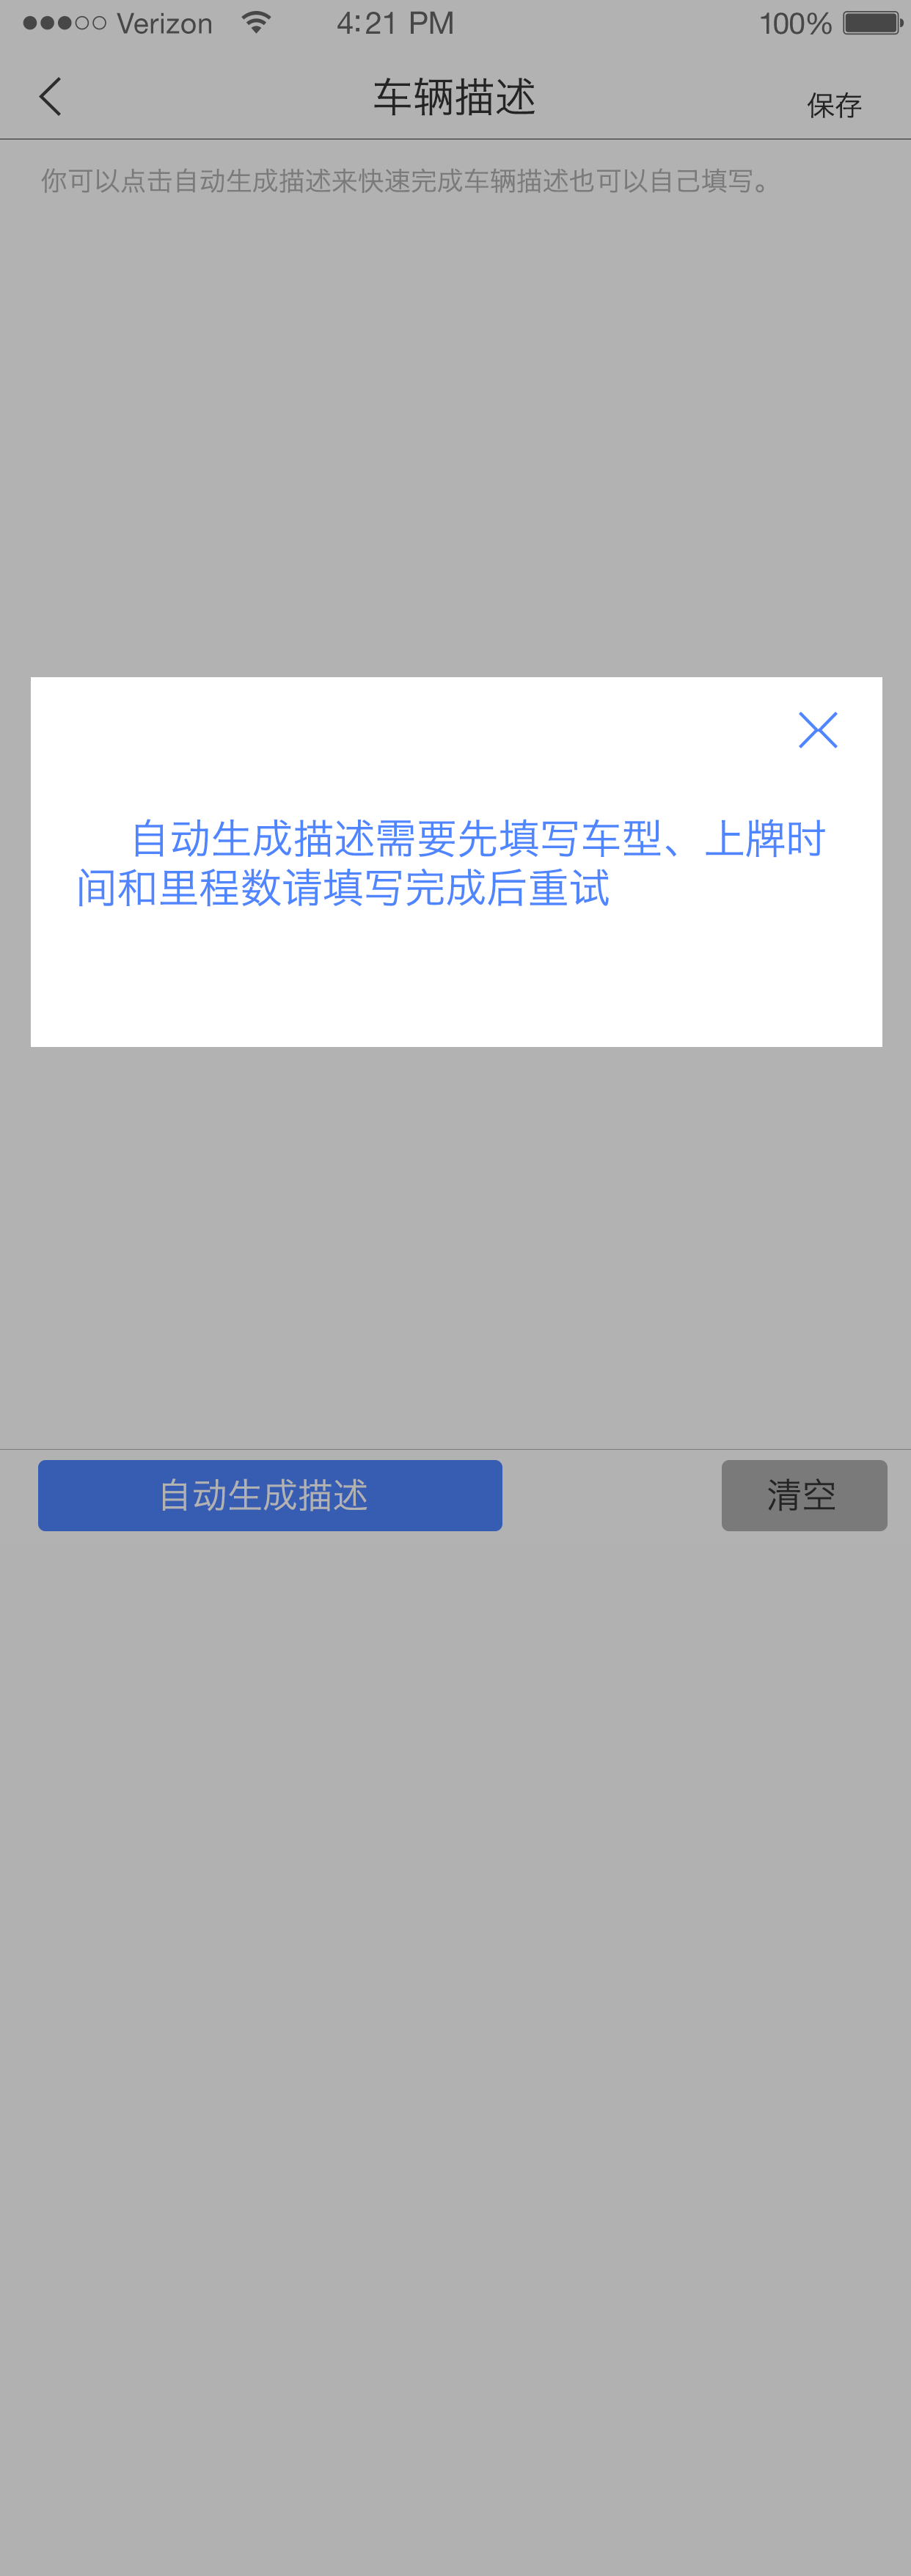 Verizon 4:21 PM 100%
车辆描述 保存
你可以点击自动生成描述来快速完成车辆描述也可以自己填写。
自动生成描述需要先填写车型、上牌时
间和里程数请填写完成后重试
自动生成描述 清空